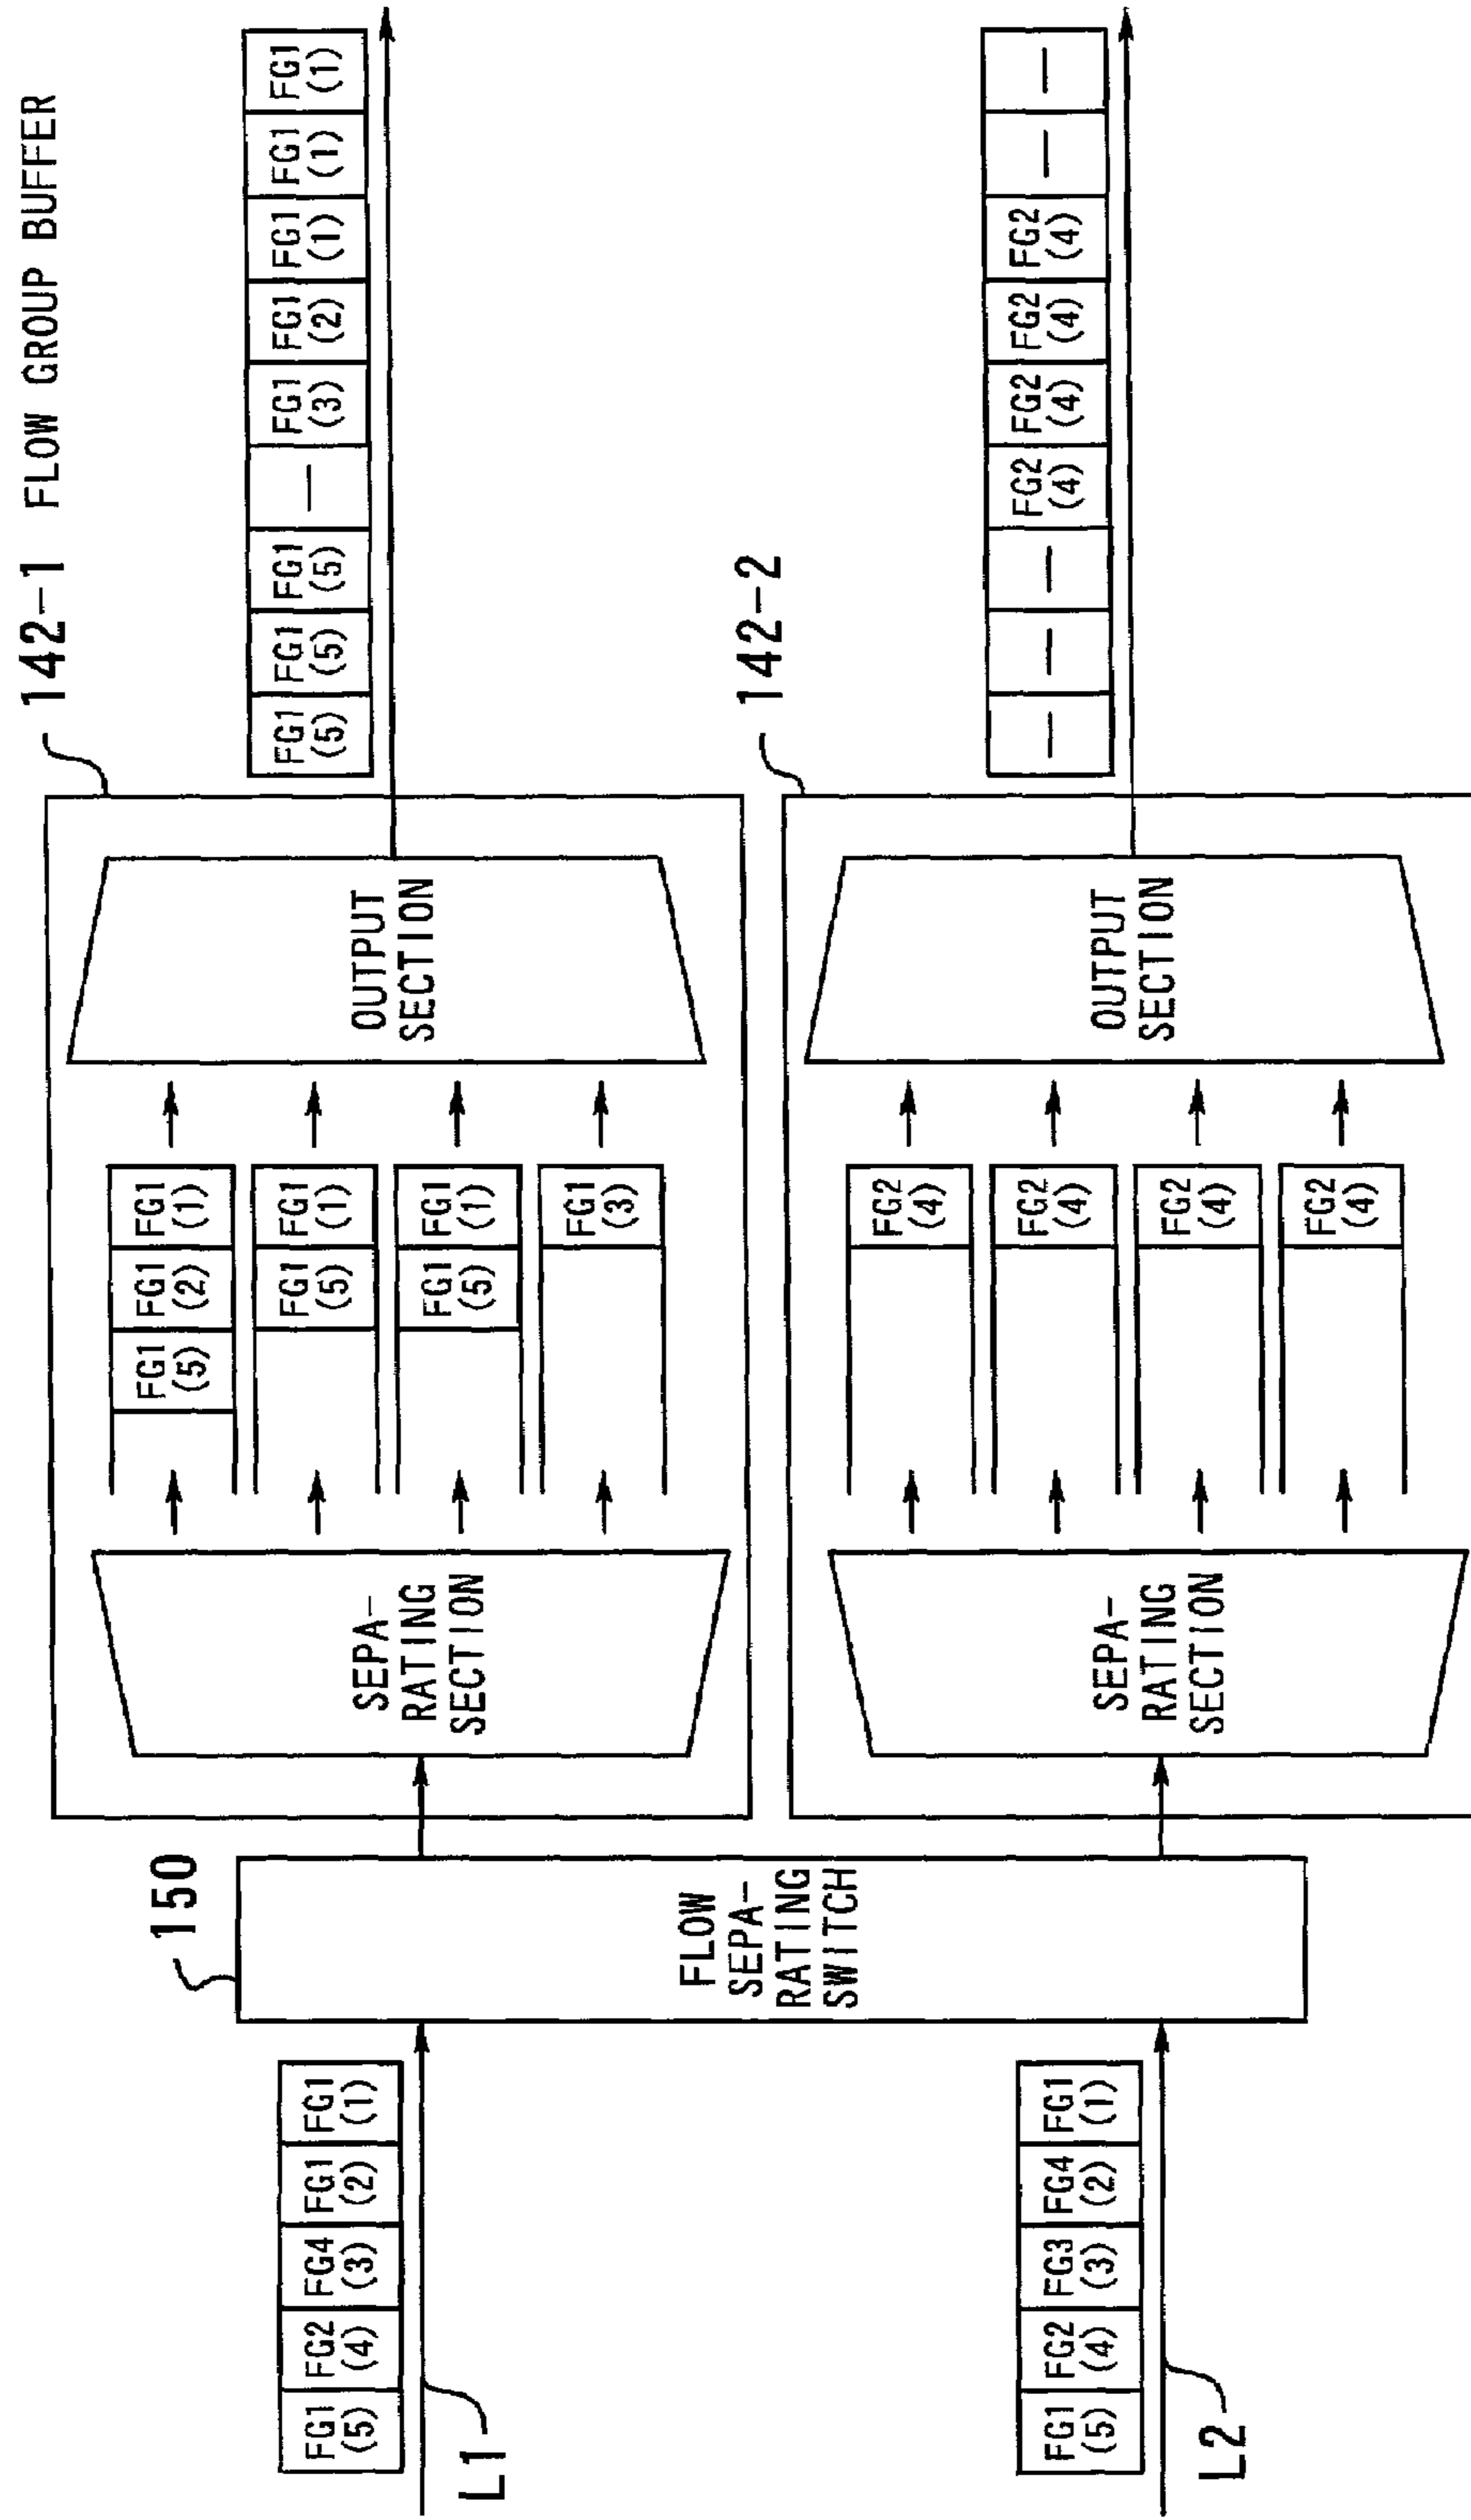 142-1 FLOW GROUP BUFFER
150
FG1 FG2 FG4 FG1 FG1
(5) (4) (3) (2) (1)
L1
FLOW
SEPA-
RATING
SWITCH
SEPA-
RATING
SECTION
FG1 FG1 FG1
(5) (2) (1)
FG1 FG1
(5) (1)
FG1 FG1
(5) (1)
FG1
(3)
OUTPUT
SECTION
FG1 FG1 FG1 — FG1 FG1 FG1 FG1 FG1
(5) (5) (5) (3) (2) (1) (1) (1)
142-2
FG1 FG2 FG3 FG4 FG1
(5) (4) (3) (2) (1)
L2
SEPA-
RATING
SECTION
FG2
(4)
FG2
(4)
FG2
(4)
FG2
(4)
OUTPUT
SECTION
— — — FG2 FG2 FG2 FG2 — —
(4) (4) (4) (4)